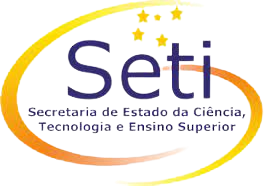 Seti
Secretaria de Estado da Ciência,
Tecnologia e Ensino Superior